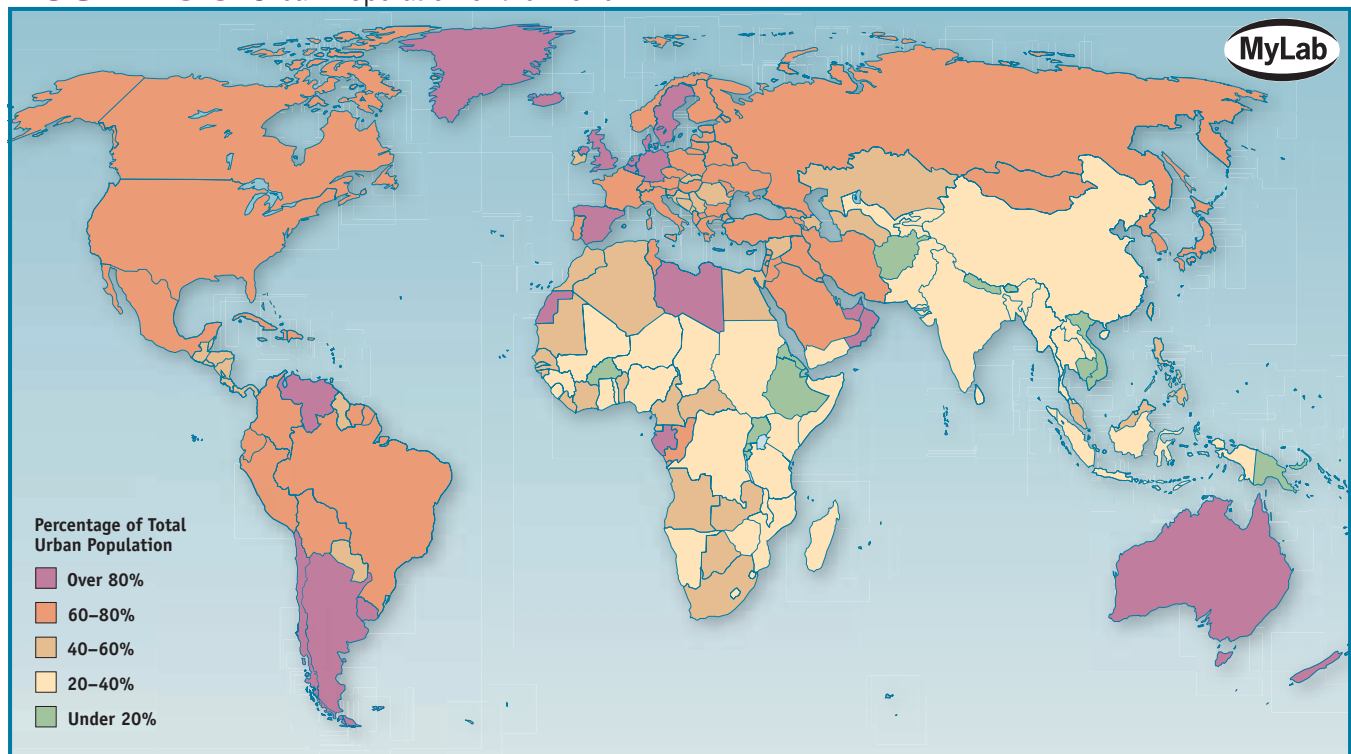 MyLab
Percentage of Total
Urban Population
Over 80%
60–80%
40–60%
20–40%
Under 20%